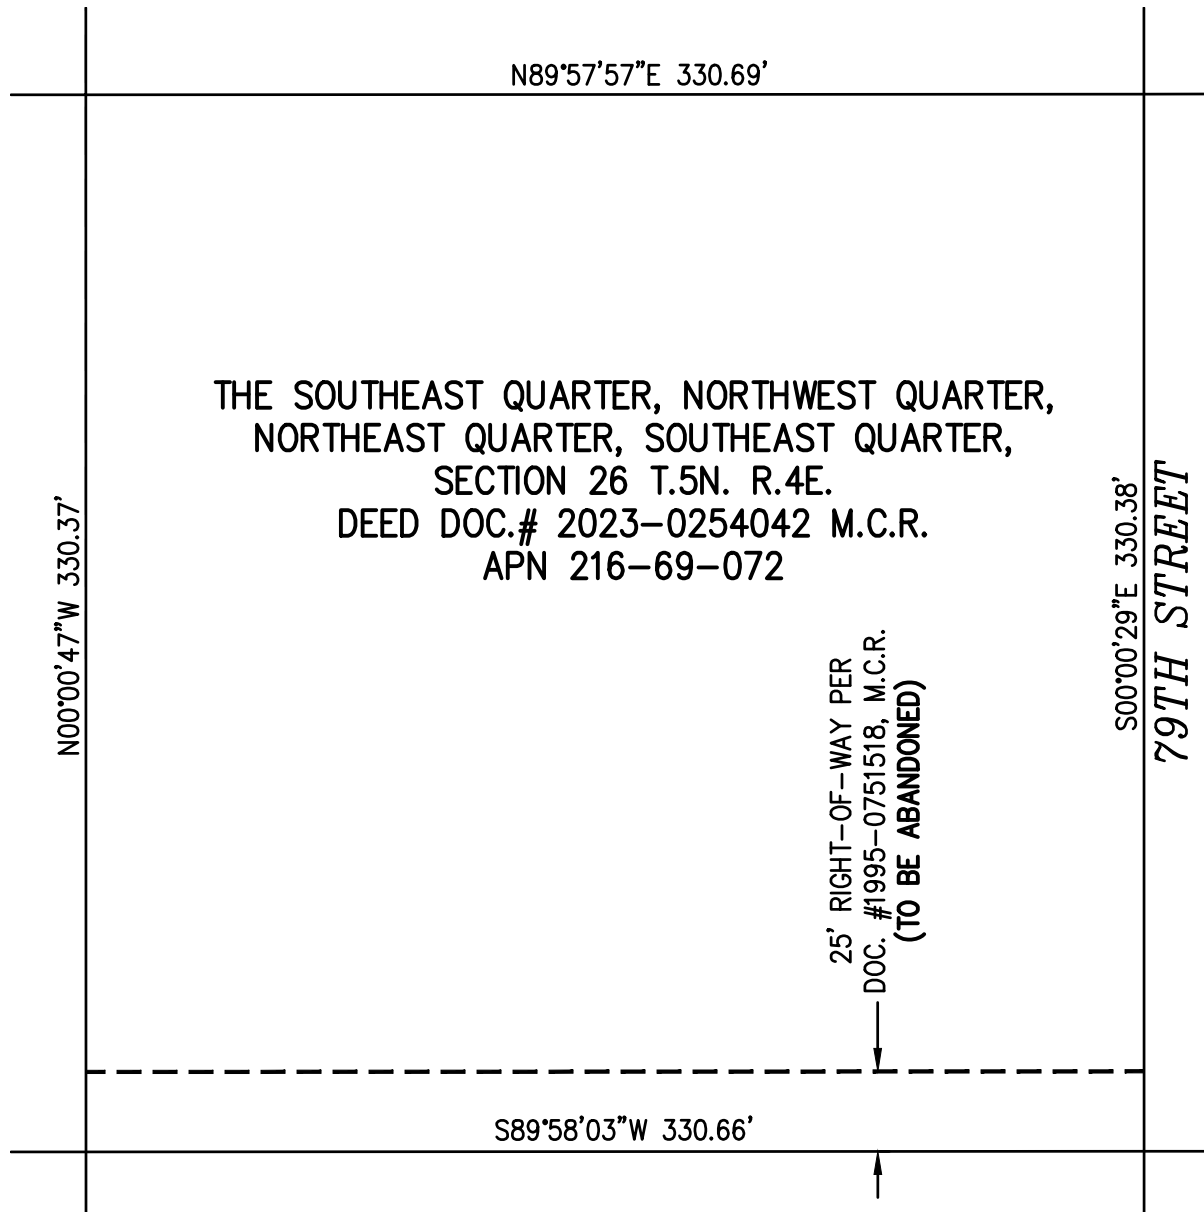 N89°57'57"E 330.69'
THE SOUTHEAST QUARTER, NORTHWEST QUARTER,
NORTHEAST QUARTER, SOUTHEAST QUARTER,
SECTION 26 T.5N. R.4E.
DEED DOC.# 2023-0254042 M.C.R.
APN 216-69-072
N00°00'47"W 330.37'
S00°00'29"E 330.38'
79TH STREET
25' RIGHT-OF-WAY PER
DOC. #1995-0751518, M.C.R.
(TO BE ABANDONED)
S89°58'03"W 330.66'